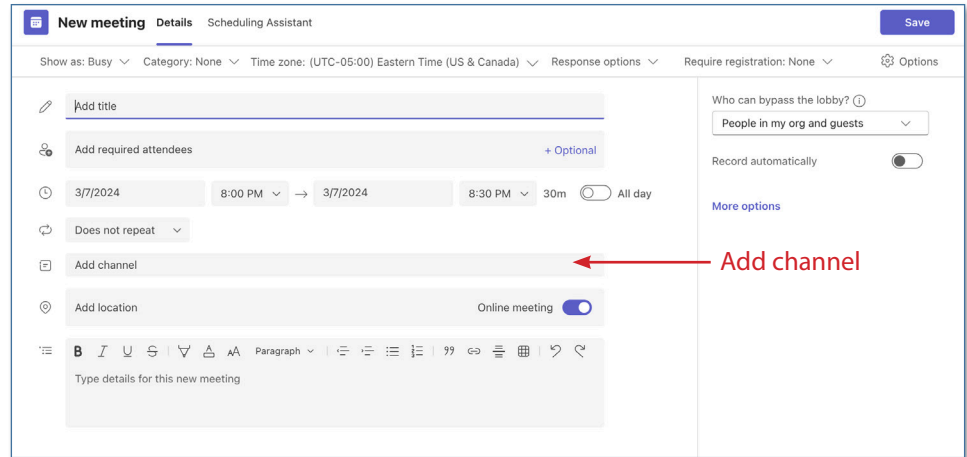 New meeting Details Scheduling Assistant Save
Show as: Busy Category: None Time zone: (UTC-05:00) Eastern Time (US & Canada) Response options Require registration: None Options
Add title
Add required attendees + Optional
3/7/2024 8:00 PM → 3/7/2024 8:30 PM 30m All day
Does not repeat
Add channel
Add location Online meeting
B I U S A AA Paragraph 99
Type details for this new meeting
Who can bypass the lobby?
People in my org and guests
Record automatically
More options
Add channel